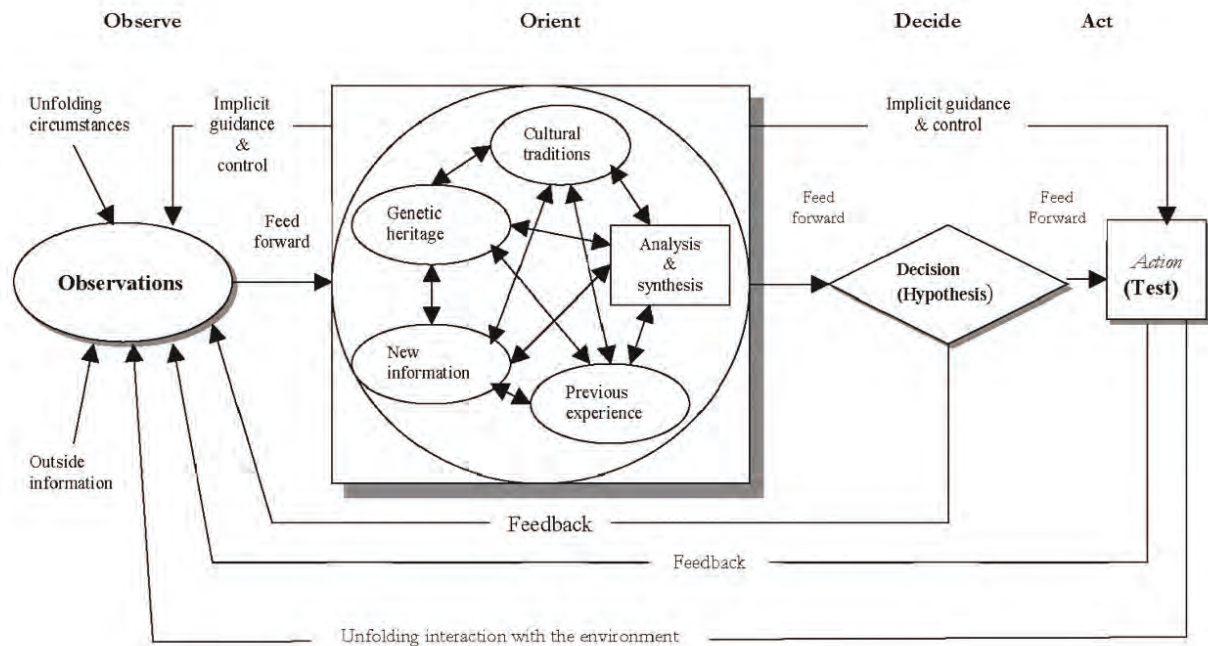 Observe
Orient
Decide
Act
Unfolding
circumstances
Implicit
guidance
&
control
Feed
forward
Observations
Outside
information
Cultural
traditions
Genetic
heritage
Analysis
&
synthesis
New
information
Previous
experience
Implicit guidance
& control
Feed
forward
Decision
(Hypothesis)
Feed
Forward
Action
(Test)
Feedback
Feedback
Unfolding interaction with the environment